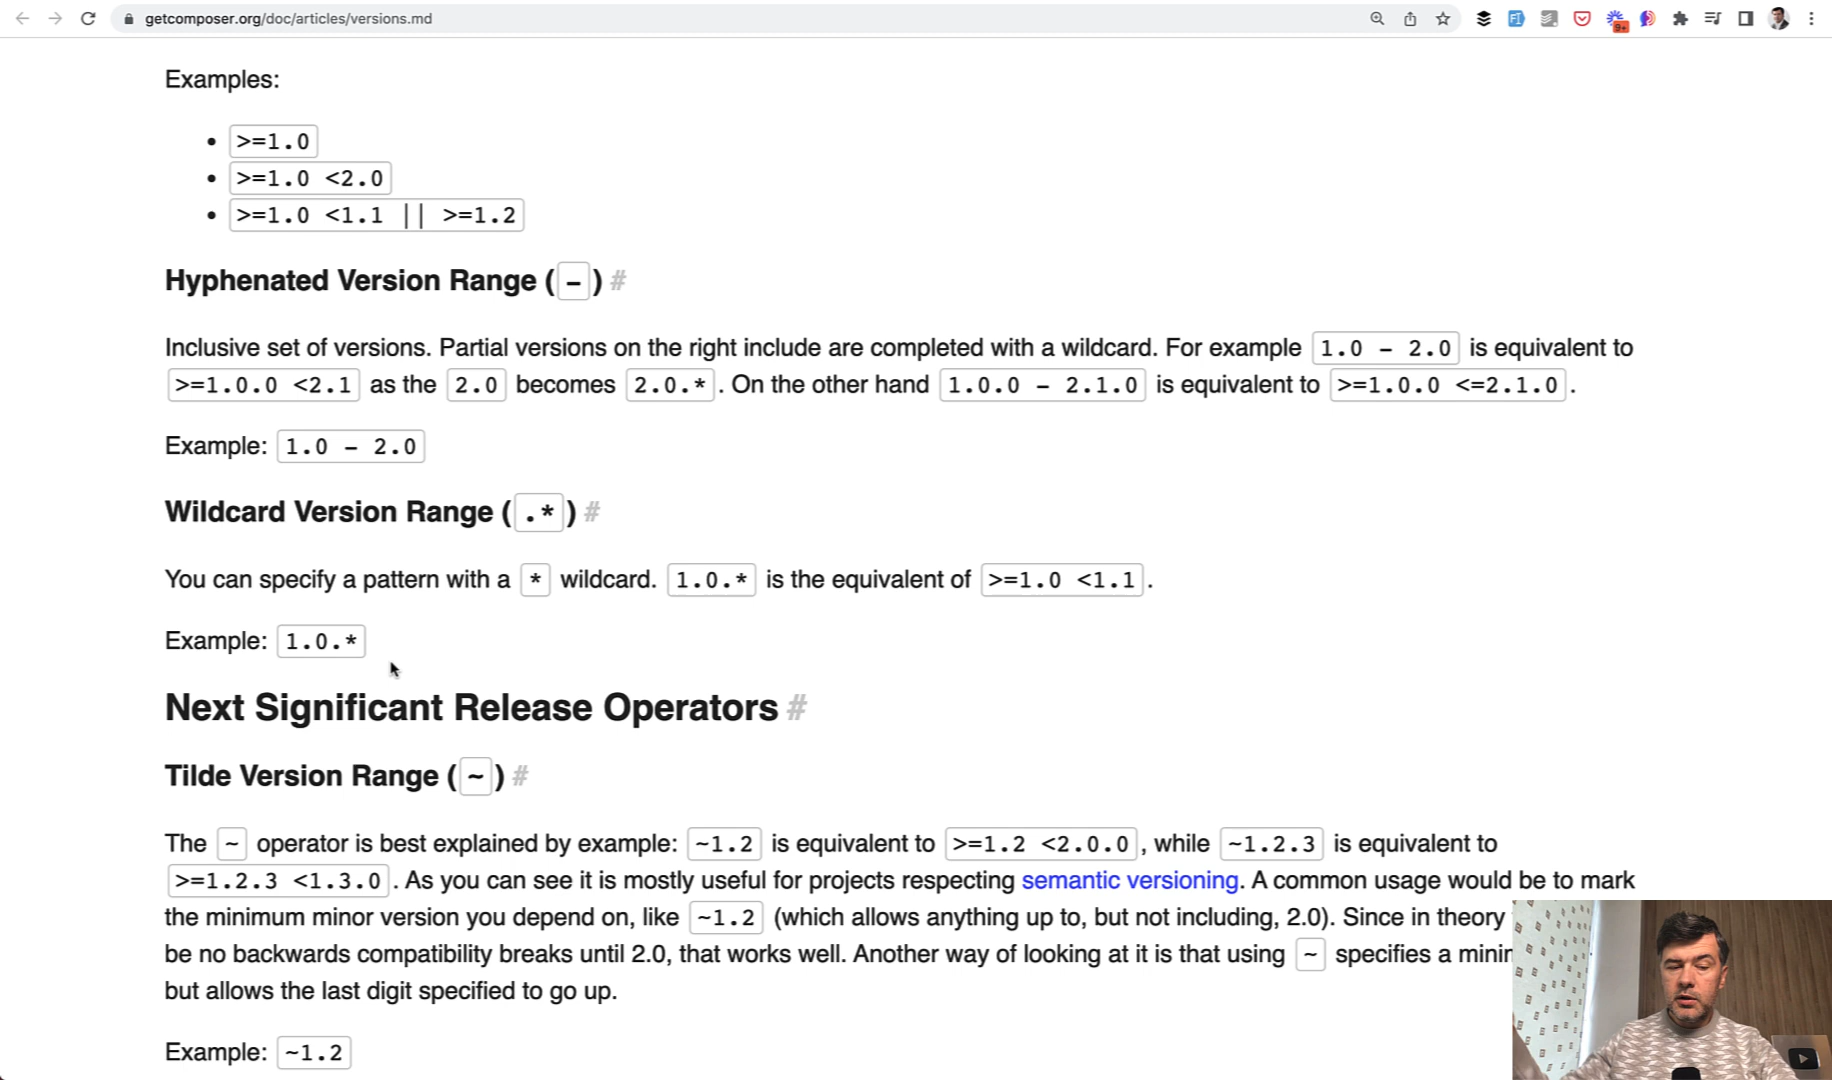 getcomposer.org/doc/articles/versions.md
9+
Examples:
• >=1.0
• >=1.0 <2.0
• >=1.0 <1.1 || >=1.2
Hyphenated Version Range ( - ) #
Inclusive set of versions. Partial versions on the right include are completed with a wildcard. For example 1.0 - 2.0 is equivalent to
>=1.0.0 <2.1 as the 2.0 becomes 2.0.* . On the other hand 1.0.0 - 2.1.0 is equivalent to >=1.0.0 <=2.1.0 .
Example: 1.0 - 2.0
Wildcard Version Range ( .* ) #
You can specify a pattern with a * wildcard. 1.0.* is the equivalent of >=1.0 <1.1 .
Example: 1.0.*
Next Significant Release Operators #
Tilde Version Range ( ~ ) #
The ~ operator is best explained by example: ~1.2 is equivalent to >=1.2 <2.0.0 , while ~1.2.3 is equivalent to
>=1.2.3 <1.3.0 . As you can see it is mostly useful for projects respecting semantic versioning. A common usage would be to mark
the minimum minor version you depend on, like ~1.2 (which allows anything up to, but not including, 2.0). Since in theory
be no backwards compatibility breaks until 2.0, that works well. Another way of looking at it is that using ~ specifies a
but allows the last digit specified to go up.
Example: ~1.2